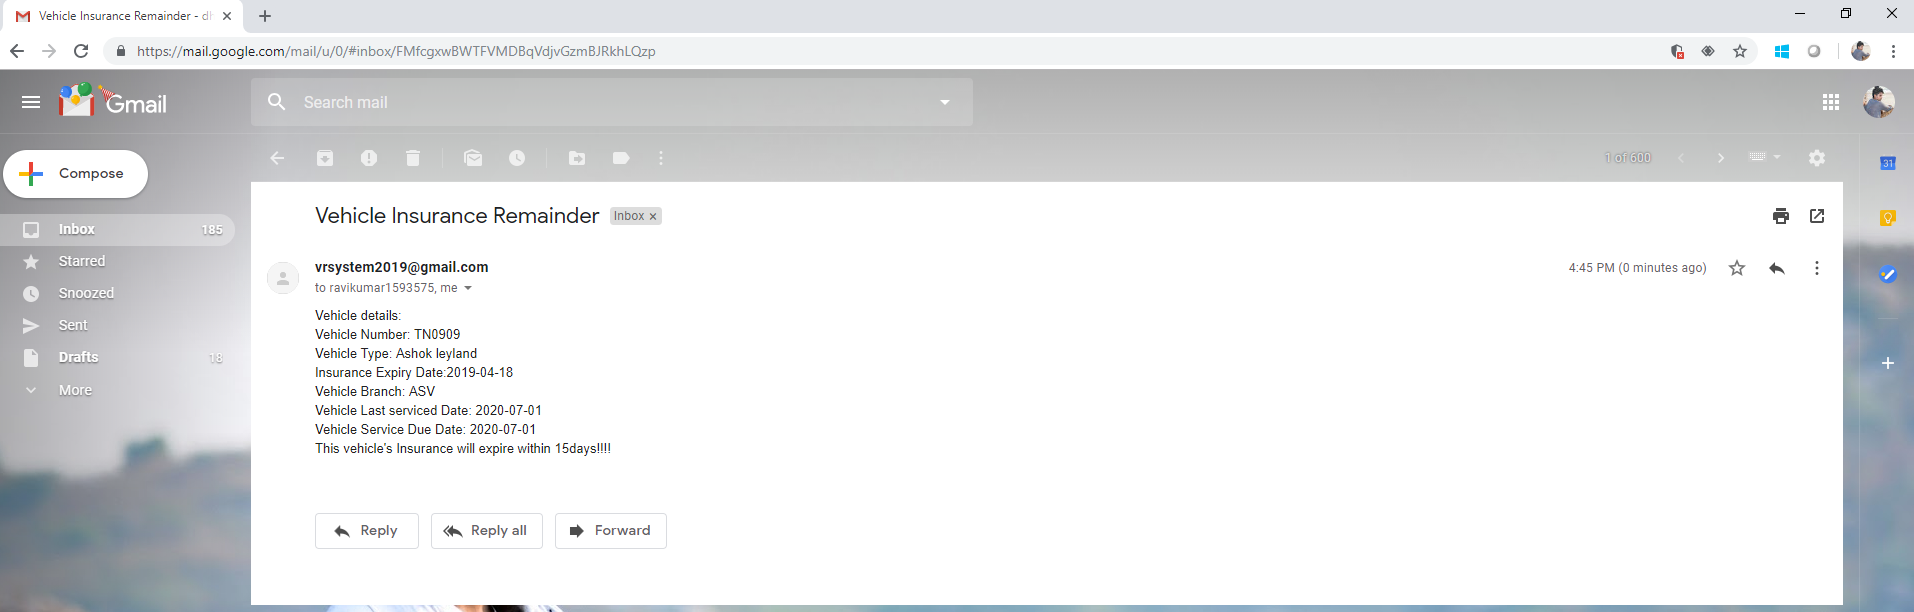 Vehicle Insurance Remainder - dh
https://mail.google.com/mail/u/0/#inbox/FMfcgxwBWTFVMDBqVdjvGzmBJRkhLQzp
Gmail
Search mail
Compose
1 of 600
31
Inbox 185
Starred
Snoozed
Sent
Drafts 18
More
Vehicle Insurance Remainder Inbox x
vrsystem2019@gmail.com
4:45 PM (0 minutes ago)
to ravikumar1593575, me
Vehicle details:
Vehicle Number: TN0909
Vehicle Type: Ashok leyland
Insurance Expiry Date:2019-04-18
Vehicle Branch: ASV
Vehicle Last serviced Date: 2020-07-01
Vehicle Service Due Date: 2020-07-01
This vehicle's Insurance will expire within 15days!!!!
Reply Reply all Forward